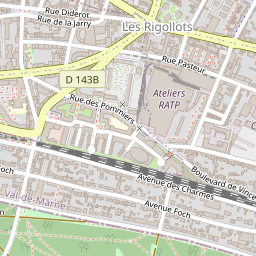 Rue Diderot
Rue de la Jarry
Les Rigollots
Rue Pasteur
D 143B
Ateliers
RATP
Rue des Pommiers
Boulevard de Vince
Foch
Avenue des Charmes
Val-de-Marne
Avenue Foch